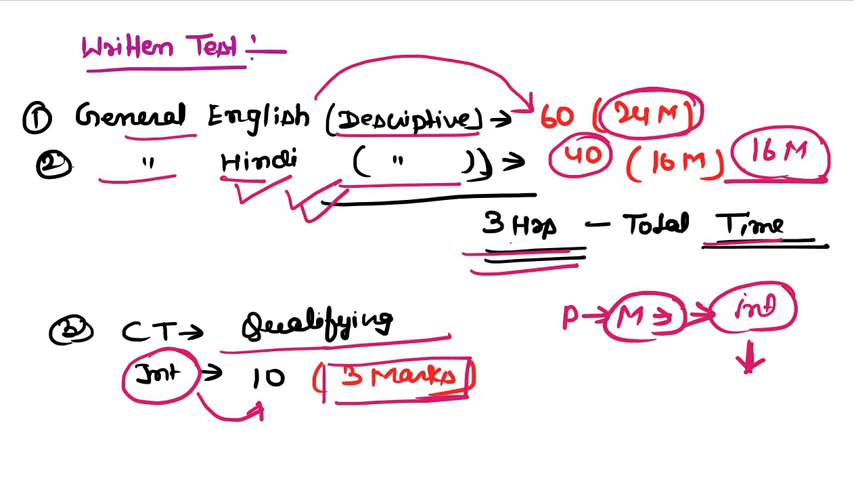 Written Test :-
① General English (Descriptive) → 60 (24 M)
② " Hindi ( " ) → 40 (16 M) 16 M
3 Hrs - Total Time
P → M → int
③ CT → Qualifying
Int → 10 ( 3 Marks )